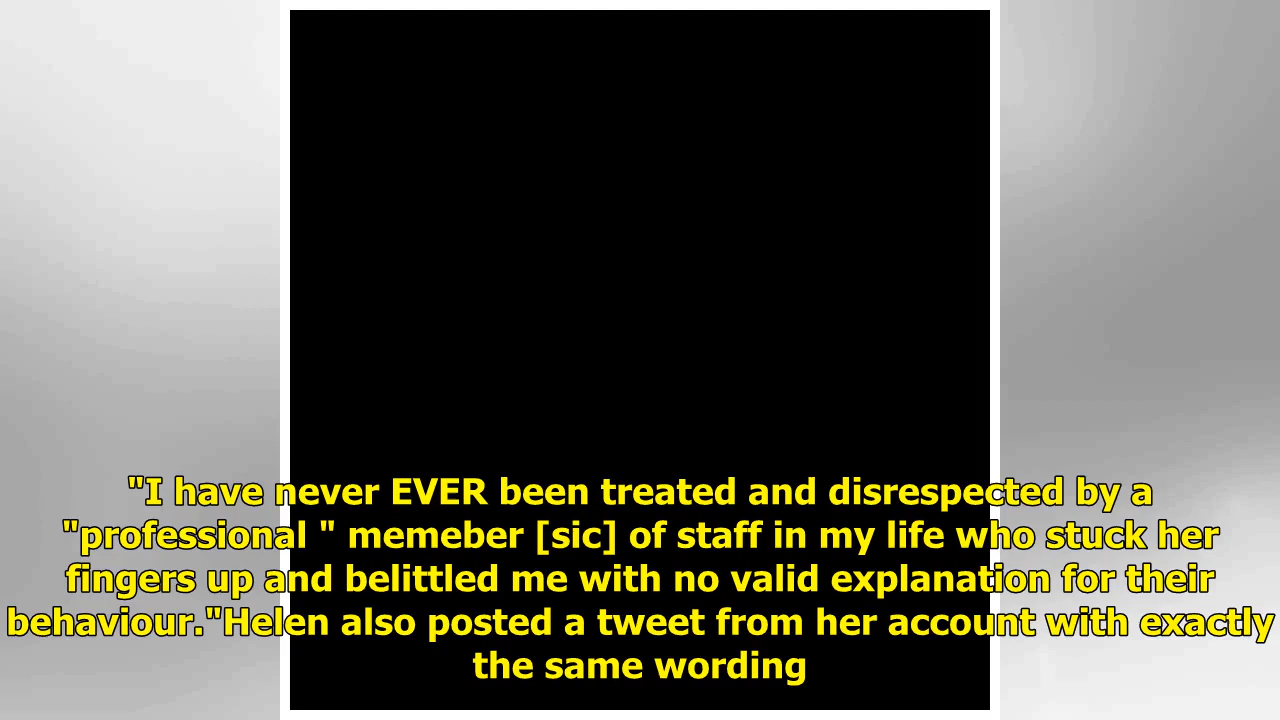 "I have never EVER been treated and disrespected by a
"professional " memeber [sic] of staff in my life who stuck her
fingers up and belittled me with no valid explanation for their
behaviour."Helen also posted a tweet from her account with exactly
the same wording